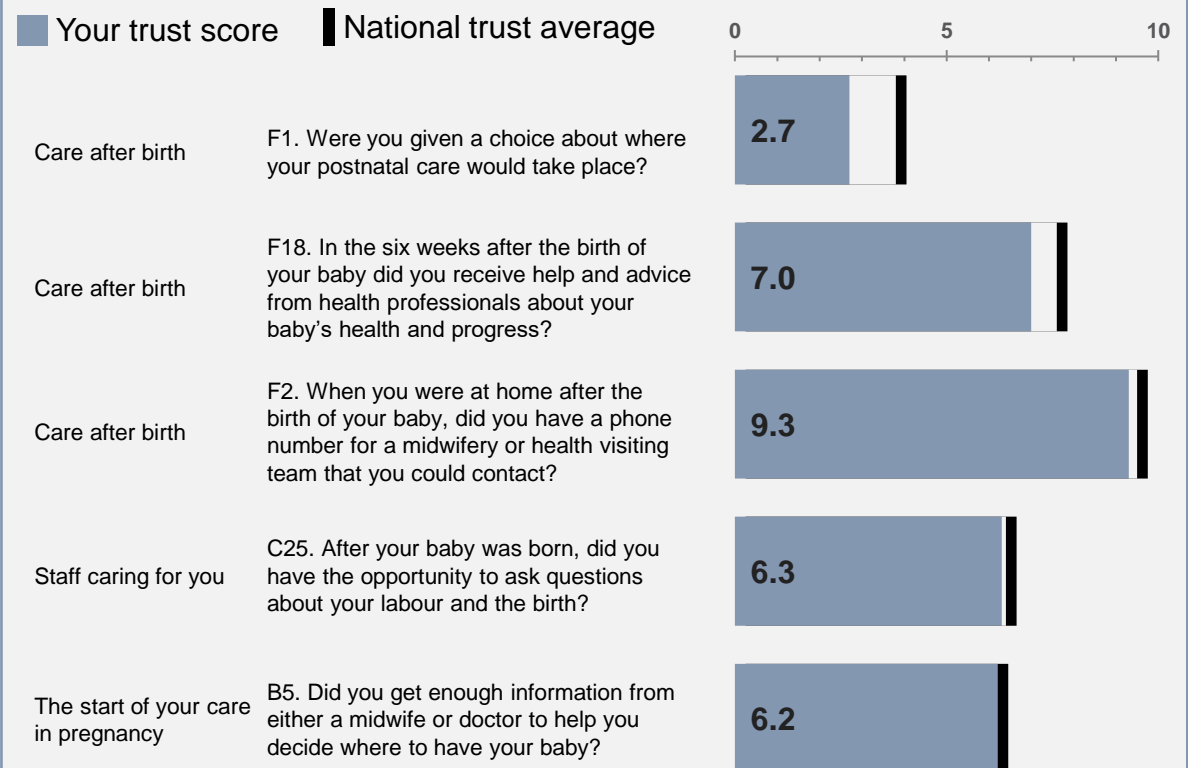 Your trust score
National trust average
0 5 10
Care after birth
F1. Were you given a choice about where
your postnatal care would take place?
2.7
Care after birth
F18. In the six weeks after the birth of
your baby did you receive help and advice
from health professionals about your
baby’s health and progress?
7.0
Care after birth
F2. When you were at home after the
birth of your baby, did you have a phone
number for a midwifery or health visiting
team that you could contact?
9.3
Staff caring for you
C25. After your baby was born, did you
have the opportunity to ask questions
about your labour and the birth?
6.3
The start of your care
in pregnancy
B5. Did you get enough information from
either a midwife or doctor to help you
decide where to have your baby?
6.2